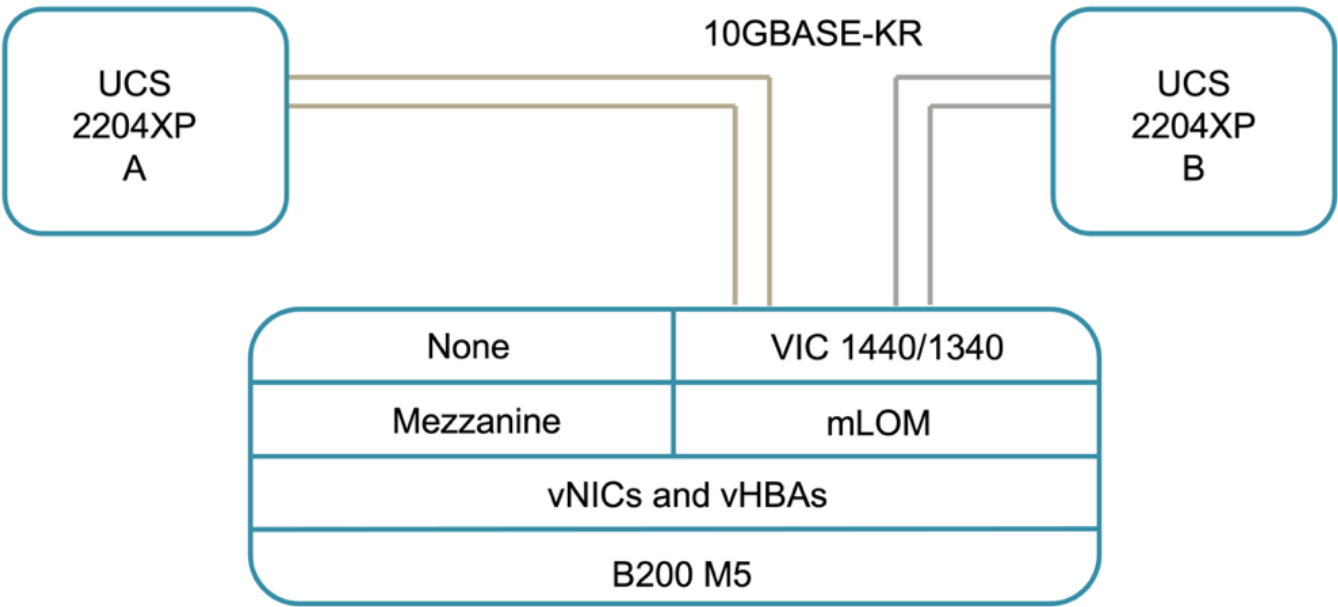 10GBASE-KR
UCS
2204XP
A
UCS
2204XP
B
None
VIC 1440/1340
Mezzanine
mLOM
vNICs and vHBAs
B200 M5